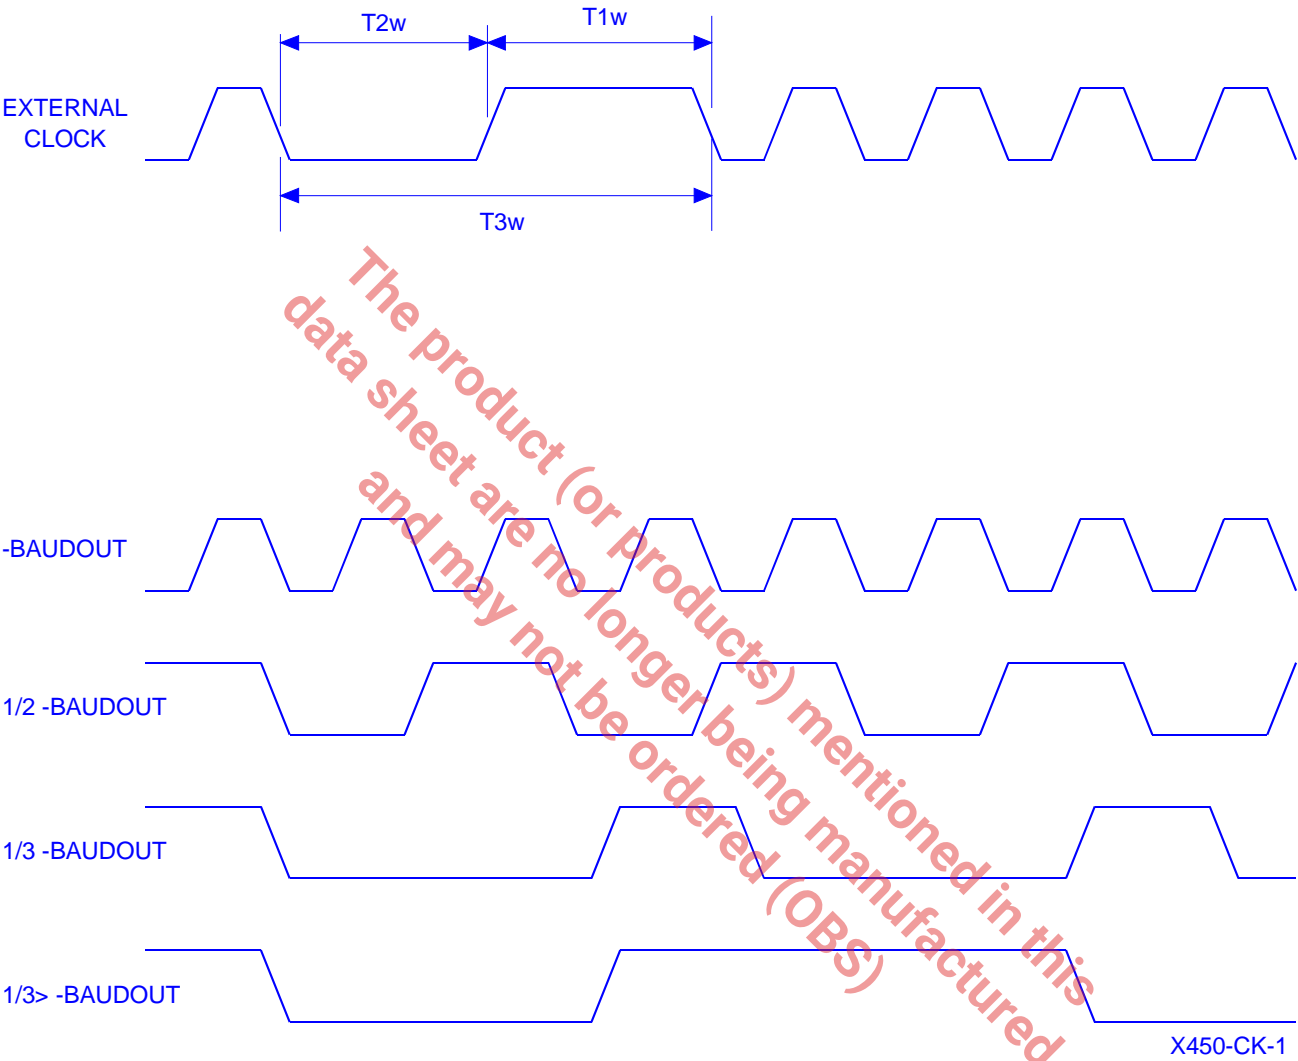 T2w
T1w
EXTERNAL
CLOCK
T3w
The product (or products) mentioned in this
data sheet are no longer being manufactured
and may not be ordered (OBS)
-BAUDOUT
1/2 -BAUDOUT
1/3 -BAUDOUT
1/3> -BAUDOUT
X450-CK-1